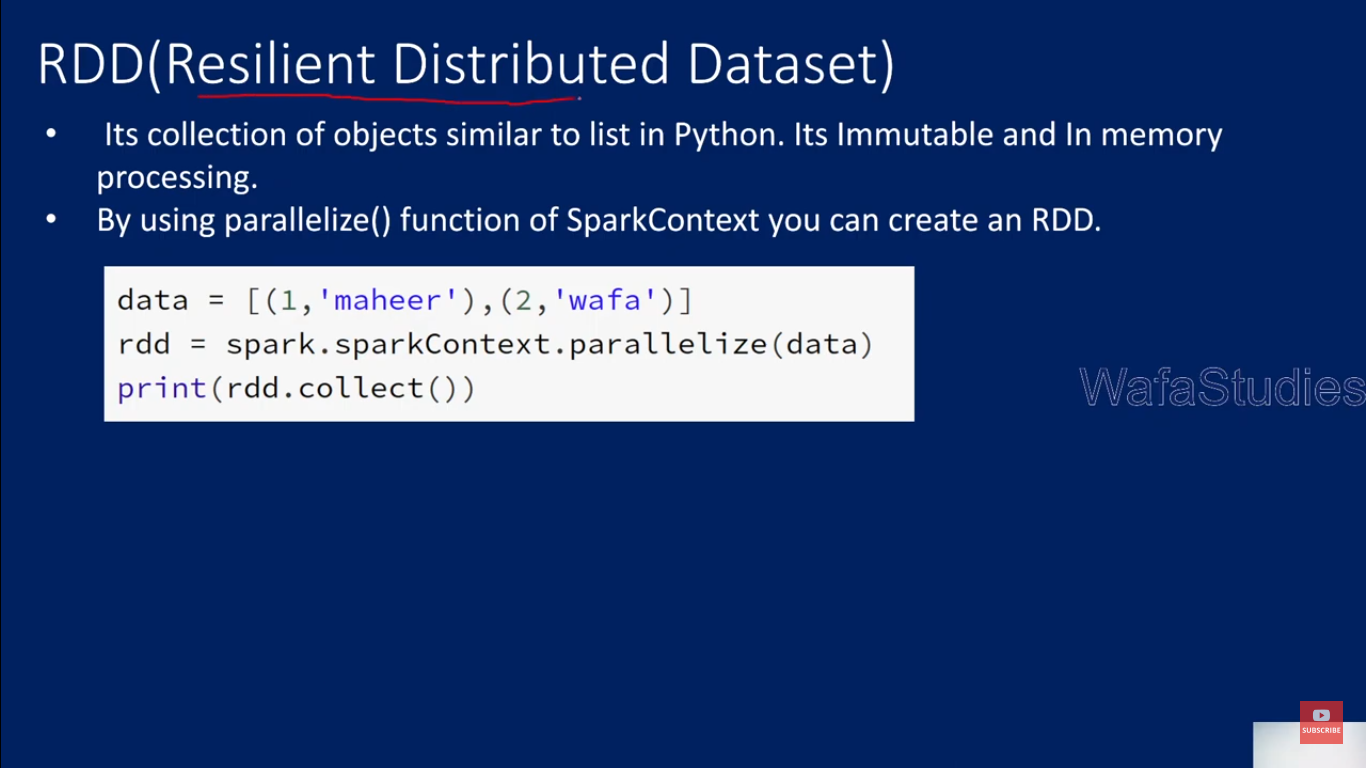 RDD(Resilient Distributed Dataset)
• Its collection of objects similar to list in Python. Its Immutable and In memory
processing.
• By using parallelize() function of SparkContext you can create an RDD.
data = [(1,'maheer'),(2,'wafa')]
rdd = spark.sparkContext.parallelize(data)
print(rdd.collect())
WafaStudies
SUBSCRIBE